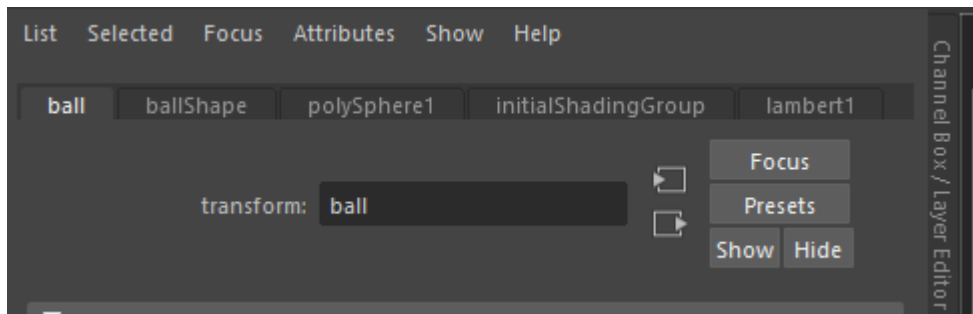 List Selected Focus Attributes Show Help
ball ballShape polySphere1 initialShadingGroup lambert1
Focus
transform: ball
Presets
Show Hide
Channel Box / Layer Editor